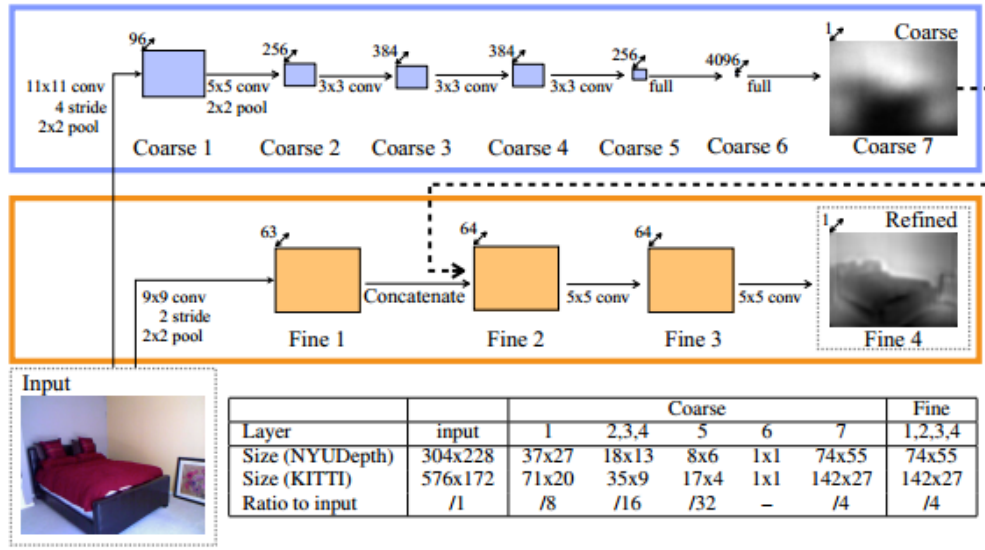 96 256 384 384 256 4096 1 Coarse
11x11 conv
4 stride
2x2 pool
5x5 conv
2x2 pool
3x3 conv
3x3 conv
3x3 conv
full
full
Coarse 1 Coarse 2 Coarse 3 Coarse 4 Coarse 5 Coarse 6 Coarse 7
63 64 64 1 Refined
9x9 conv
2 stride
2x2 pool
Concatenate
5x5 conv
5x5 conv
Fine 1 Fine 2 Fine 3 Fine 4
Input
Coarse Fine
Layer input 1 2,3,4 5 6 7 1,2,3,4
Size (NYUDepth) 304x228 37x27 18x13 8x6 1x1 74x55 74x55
Size (KITTI) 576x172 71x20 35x9 17x4 1x1 142x27 142x27
Ratio to input /1 /8 /16 /32 – /4 /4